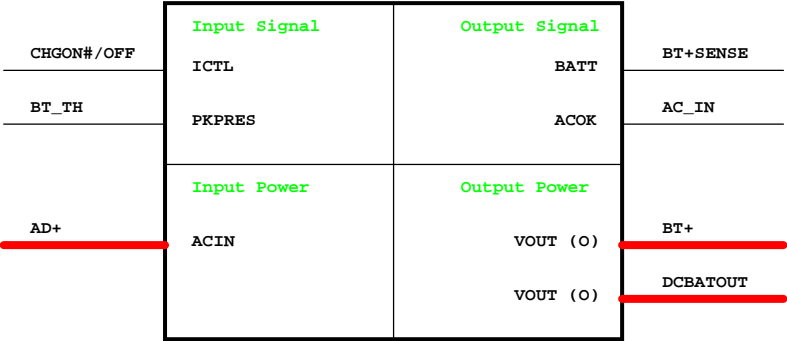 Input Signal
Output Signal
CHGON#/OFF
ICTL
BATT
BT+SENSE
BT_TH
PKPRES
ACOK
AC_IN
Input Power
Output Power
AD+
ACIN
VOUT (O)
BT+
VOUT (O)
DCBATOUT